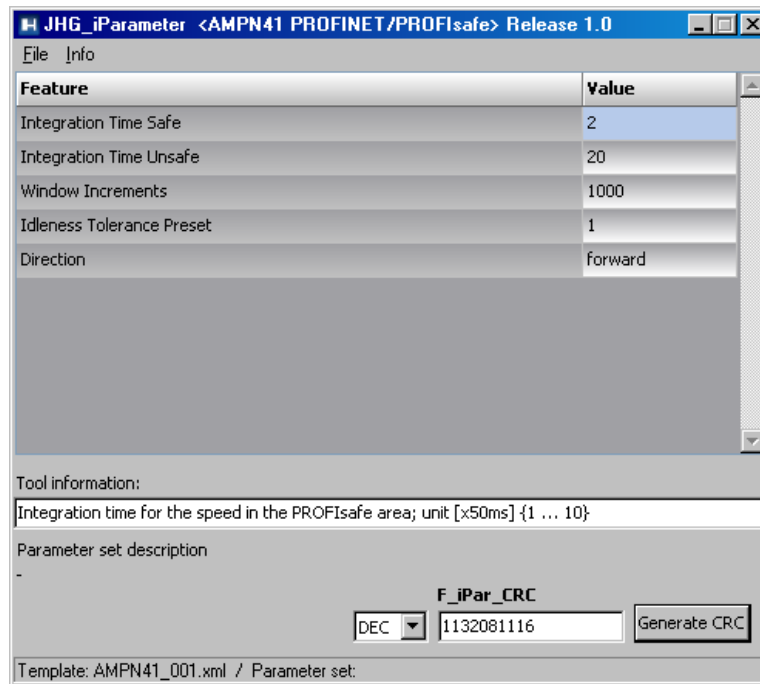 JHG_iParameter <AMPN41 PROFINET/PROFIsafe> Release 1.0
File Info
Feature Value
Integration Time Safe 2
Integration Time Unsafe 20
Window Increments 1000
Idleness Tolerance Preset 1
Direction forward
Tool information:
Integration time for the speed in the PROFIsafe area; unit [x50ms] {1 ... 10}
Parameter set description
-
F_iPar_CRC
DEC 1132081116 Generate CRC
Template: AMPN41_001.xml / Parameter set: